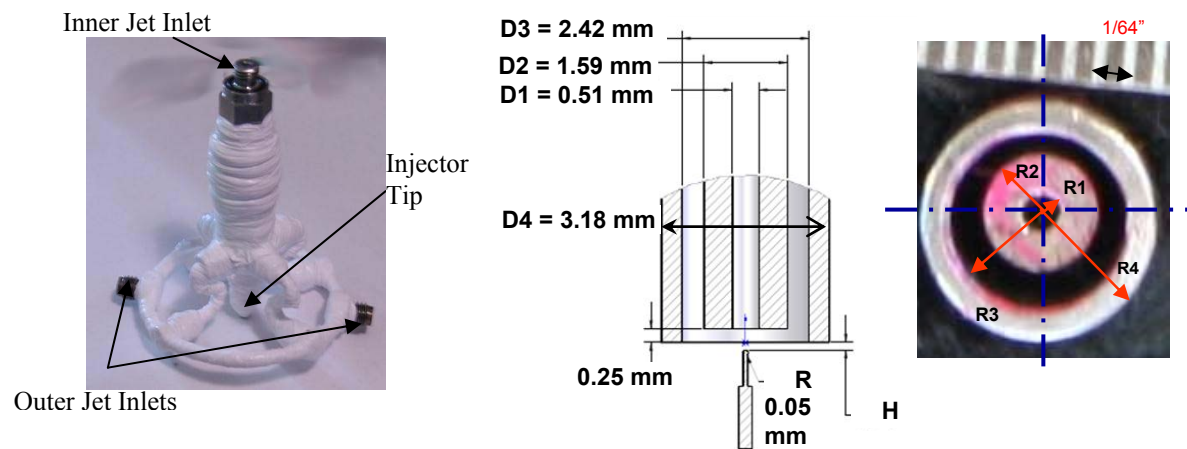 Inner Jet Inlet
Injector
Tip
Outer Jet Inlets
D3 = 2.42 mm
D2 = 1.59 mm
D1 = 0.51 mm
D4 = 3.18 mm
0.25 mm
R
0.05
mm
H
1/64”
R2
R1
R4
R3